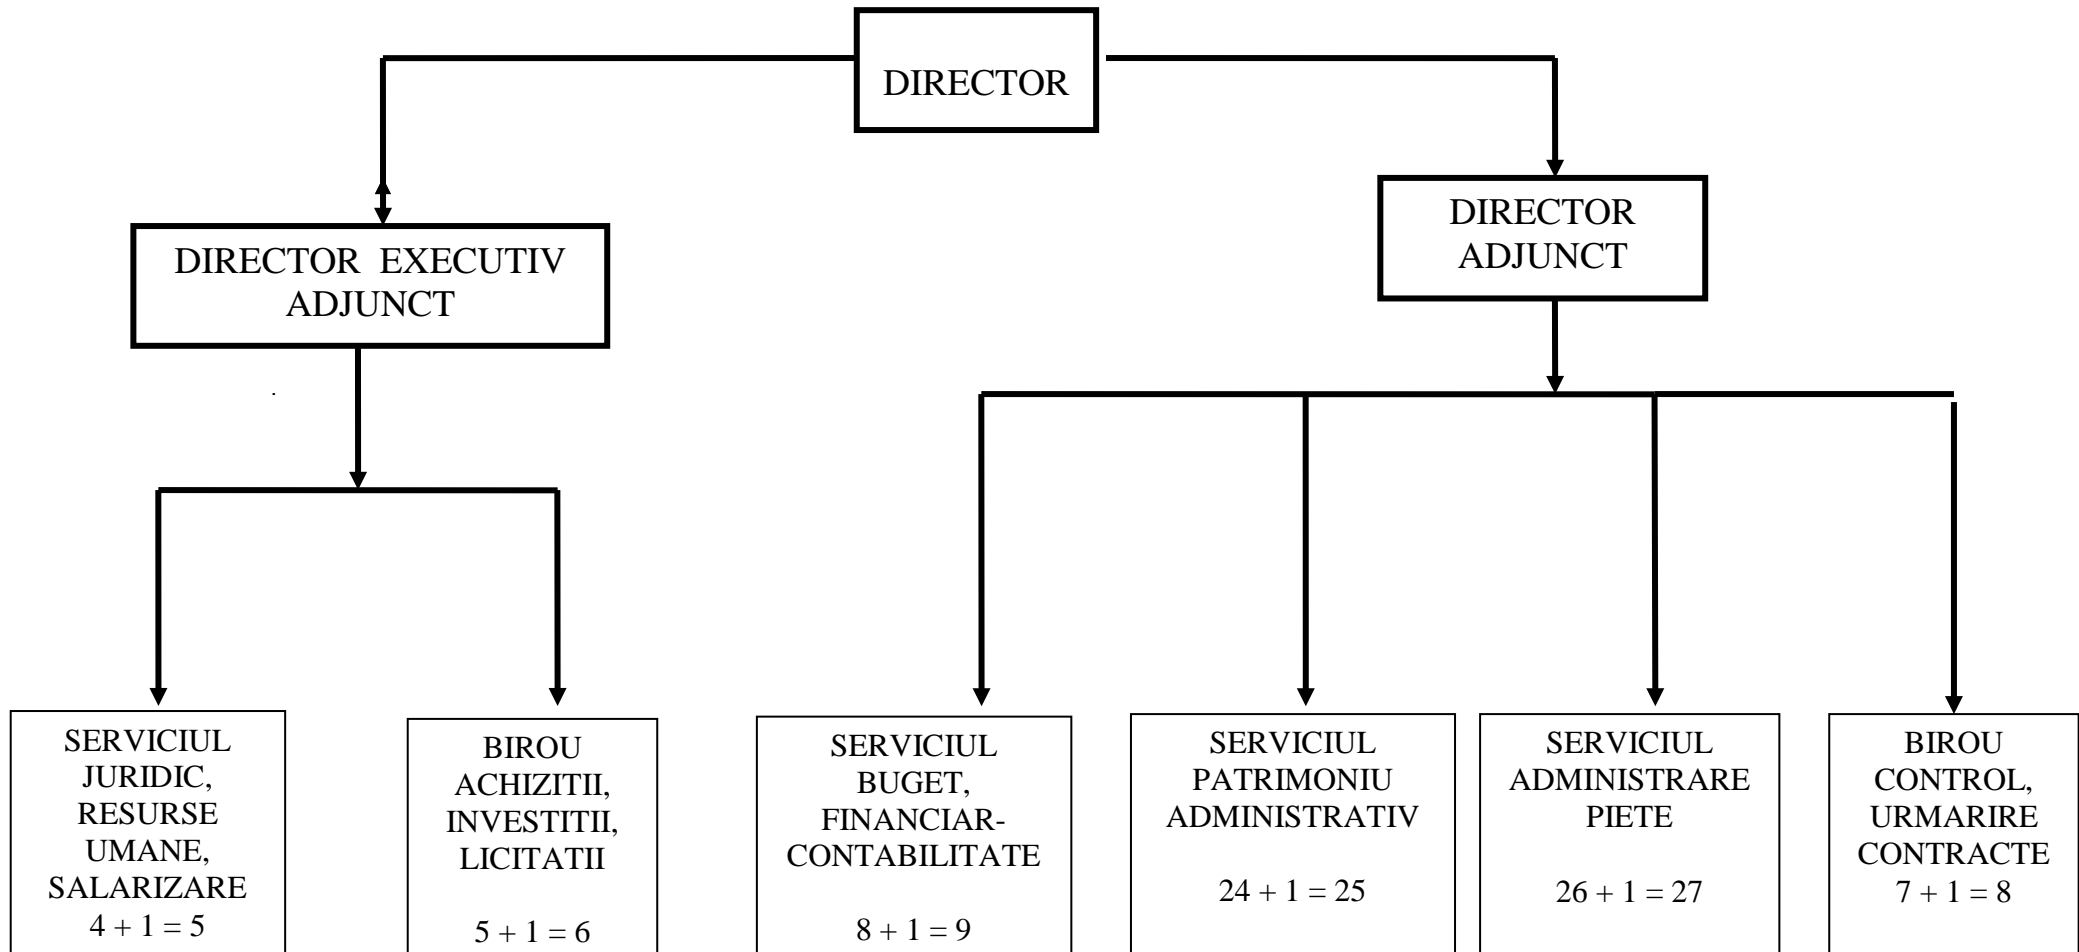 DIRECTOR
DIRECTOR EXECUTIV
ADJUNCT
DIRECTOR
ADJUNCT
SERVICIUL
JURIDIC,
RESURSE
UMANE,
SALARIZARE
4 + 1 = 5
BIROU
ACHIZITII,
INVESTITII,
LICITATII
5 + 1 = 6
SERVICIUL
BUGET,
FINANCIAR-
CONTABILITATE
8 + 1 = 9
SERVICIUL
PATRIMONIU
ADMINISTRATIV
24 + 1 = 25
SERVICIUL
ADMINISTRARE
PIETE
26 + 1 = 27
BIROU
CONTROL,
URMARIRE
CONTRACTE
7 + 1 = 8